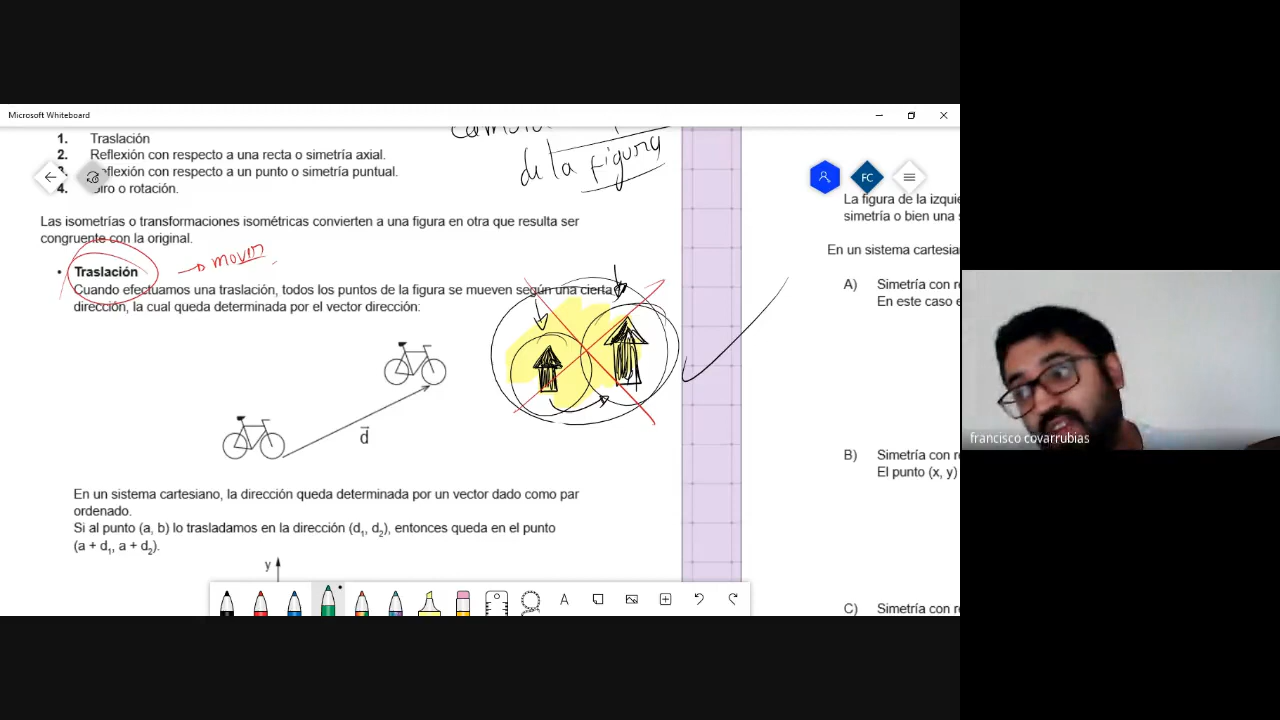 Microsoft Whiteboard
1. Traslación
2. Reflexión con respecto a una recta o simetría axial.
flexión con respecto a un punto o simetría puntual.
4. Giro o rotación.
de la figura
FC
Las isometrías o transformaciones isométricas convierten a una figura en otra que resulta ser
congruente con la original.
• Traslación
→ mover
Cuando efectuamos una traslación, todos los puntos de la figura se mueven según una cierta
dirección, la cual queda determinada por el vector dirección:
d
En un sistema cartesiano, la dirección queda determinada por un vector dado como par
ordenado.
Si al punto (a, b) lo trasladamos en la dirección (d₁, d₂), entonces queda en el punto
(a + d₁, a + d₂).
y
A
La figura de la izquie
simetría o bien una s
En un sistema cartesian
A) Simetría con r
En este caso e
B) Simetría con r
El punto (x, y)
C) Simetría con r
francisco covarrubias